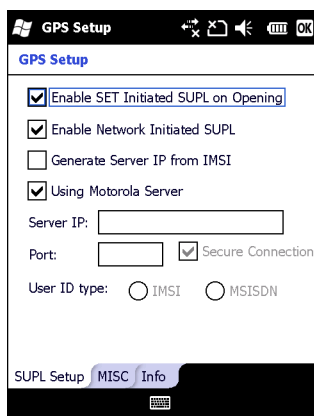 GPS Setup
OK
GPS Setup
Enable SET Initiated SUPL on Opening
Enable Network Initiated SUPL
Generate Server IP from IMSI
Using Motorola Server
Server IP:
Port:
Secure Connection
User ID type:
IMSI
MSISDN
SUPL Setup
MISC
Info